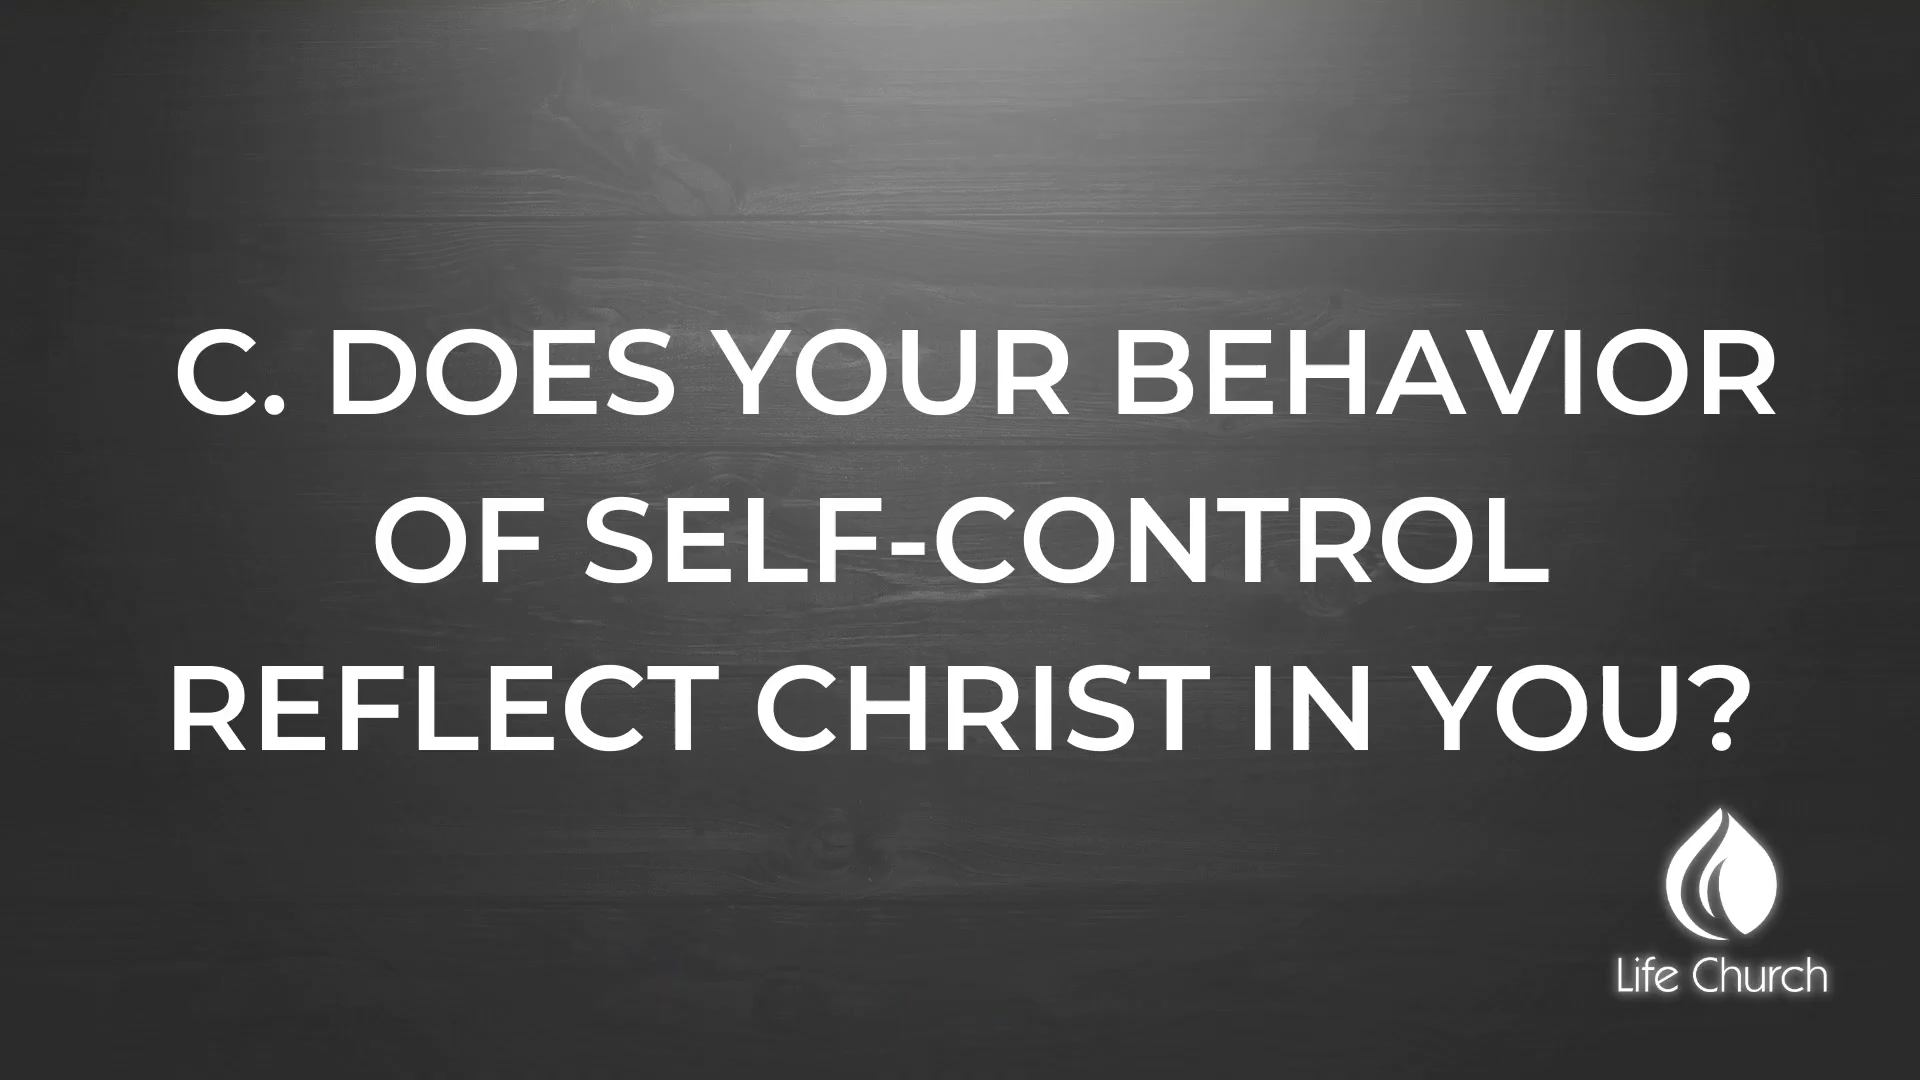 C. DOES YOUR BEHAVIOR
OF SELF-CONTROL
REFLECT CHRIST IN YOU?
Life Church